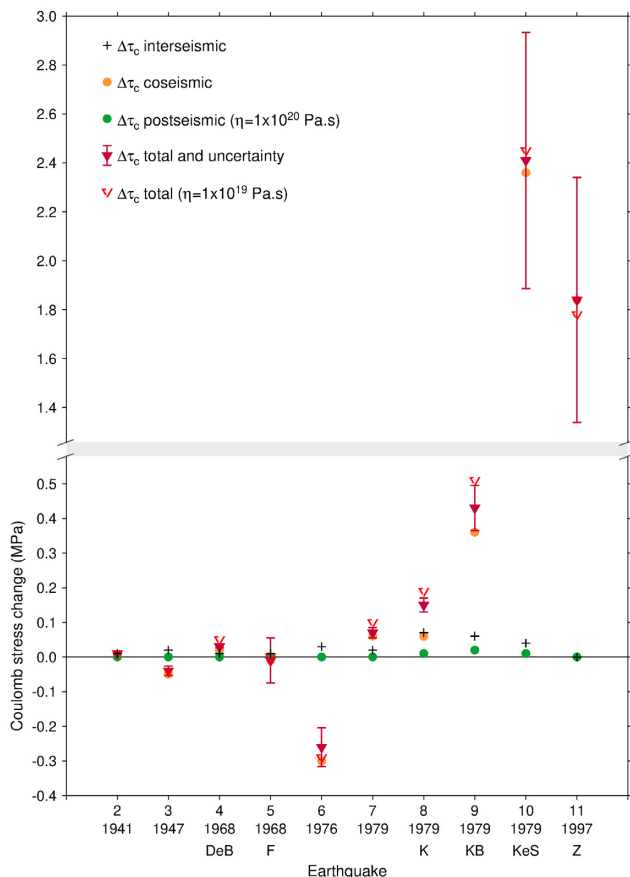 3.0
2.8
2.6
2.4
2.2
2.0
1.8
1.6
1.4
0.5
0.4
0.3
0.2
0.1
0.0
-0.1
-0.2
-0.3
-0.4
Coulomb stress change (MPa)
Δτc interseismic
Δτc coseismic
Δτc postseismic (η=1x10²⁰ Pa.s)
Δτc total and uncertainty
Δτc total (η=1x10¹⁹ Pa.s)
2 3 4 5 6 7 8 9 10 11
1941 1947 1968 1968 1976 1979 1979 1979 1979 1997
DeB F K KB KeS Z
Earthquake